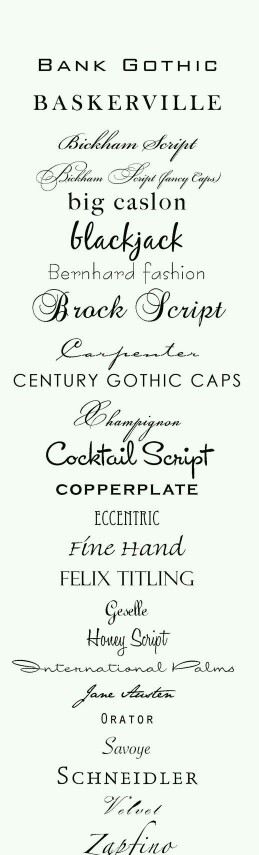 BANK GOTHIC
BASKERVILLE
Bickham Script
Bickham Script (fancy Caps)
big caslon
blackjack
Bernhard fashion
Brock Script
Carpenter
CENTURY GOTHIC CAPS
Champignon
Cocktail Script
COPPERPLATE
ECCENTRIC
Fine Hand
FELIX TITLING
Geselle
Honey Script
International Palms
Jane Austen
ORATOR
Savoye
SCHNEIDLER
Velvet
Zapfino